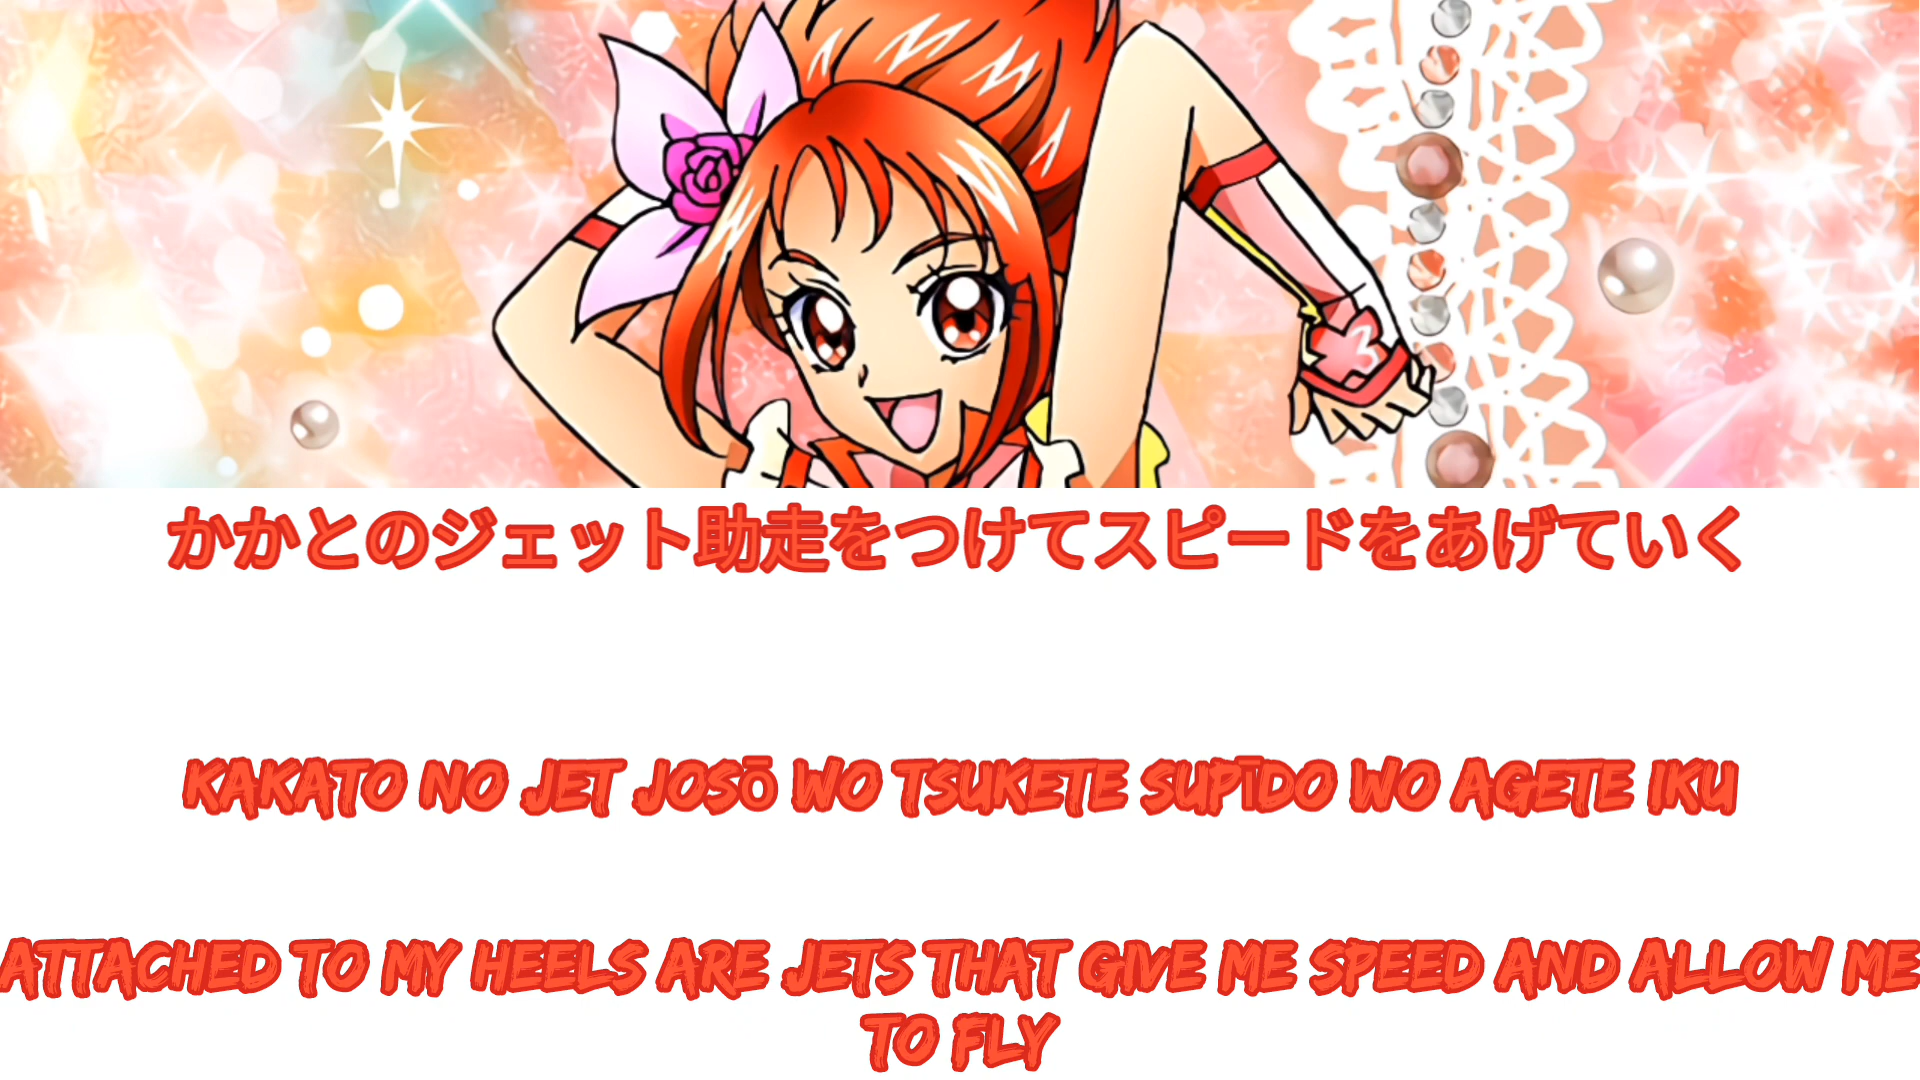 かかとのジェット助走をつけてスピードをあげていく
KAKATO NO JET JOSō WO TSUKETE SUPīDO WO AGETE IKU
ATTACHED TO MY HEELS ARE JETS THAT GIVE ME SPEED AND ALLOW ME
TO FLY